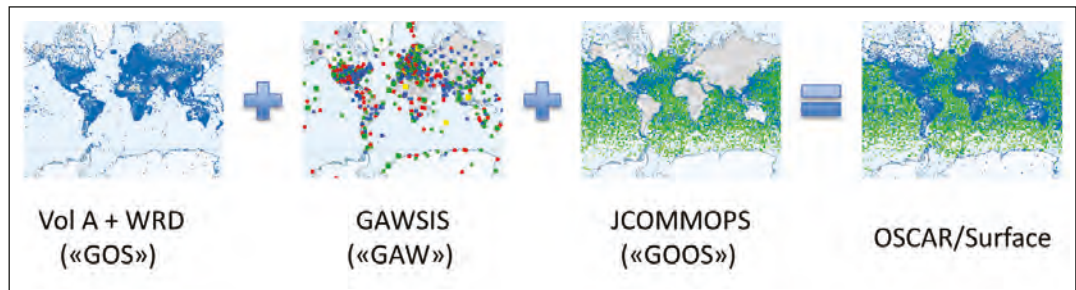 Vol A + WRD
(«GOS»)
GAWSIS
(«GAW»)
JCOMMOPS
(«GOOS»)
OSCAR/Surface